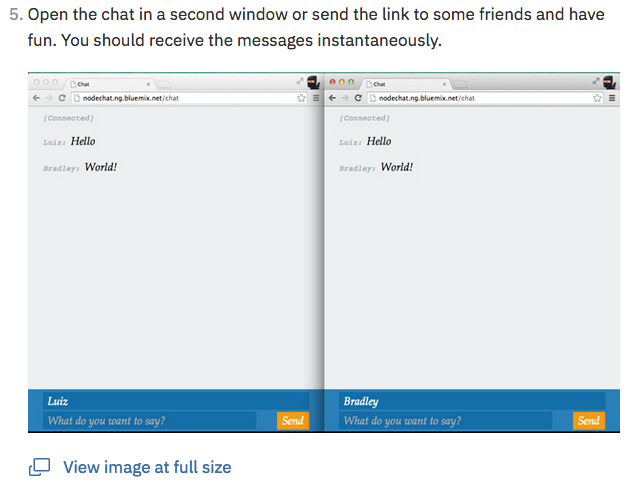 5. Open the chat in a second window or send the link to some friends and have
fun. You should receive the messages instantaneously.
Chat
nodechat.ng.bluemix.net/chat
[Connected]
Luiz: Hello
Bradley: World!
Luiz
What do you want to say?
Send
Chat
nodechat.ng.bluemix.net/chat
[Connected]
Luiz: Hello
Bradley: World!
Bradley
What do you want to say?
Send
View image at full size